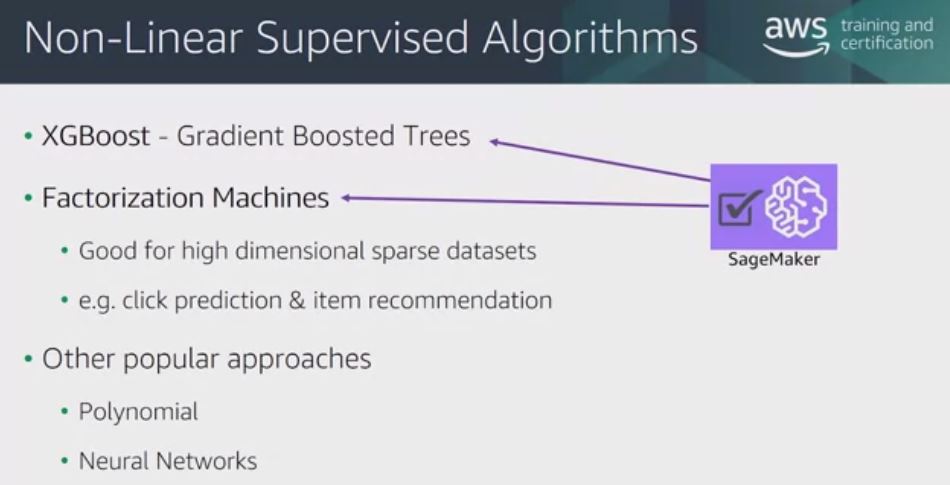 Non-Linear Supervised Algorithms
aws training and
certification
• XGBoost - Gradient Boosted Trees
• Factorization Machines
• Good for high dimensional sparse datasets
• e.g. click prediction & item recommendation
SageMaker
• Other popular approaches
• Polynomial
• Neural Networks